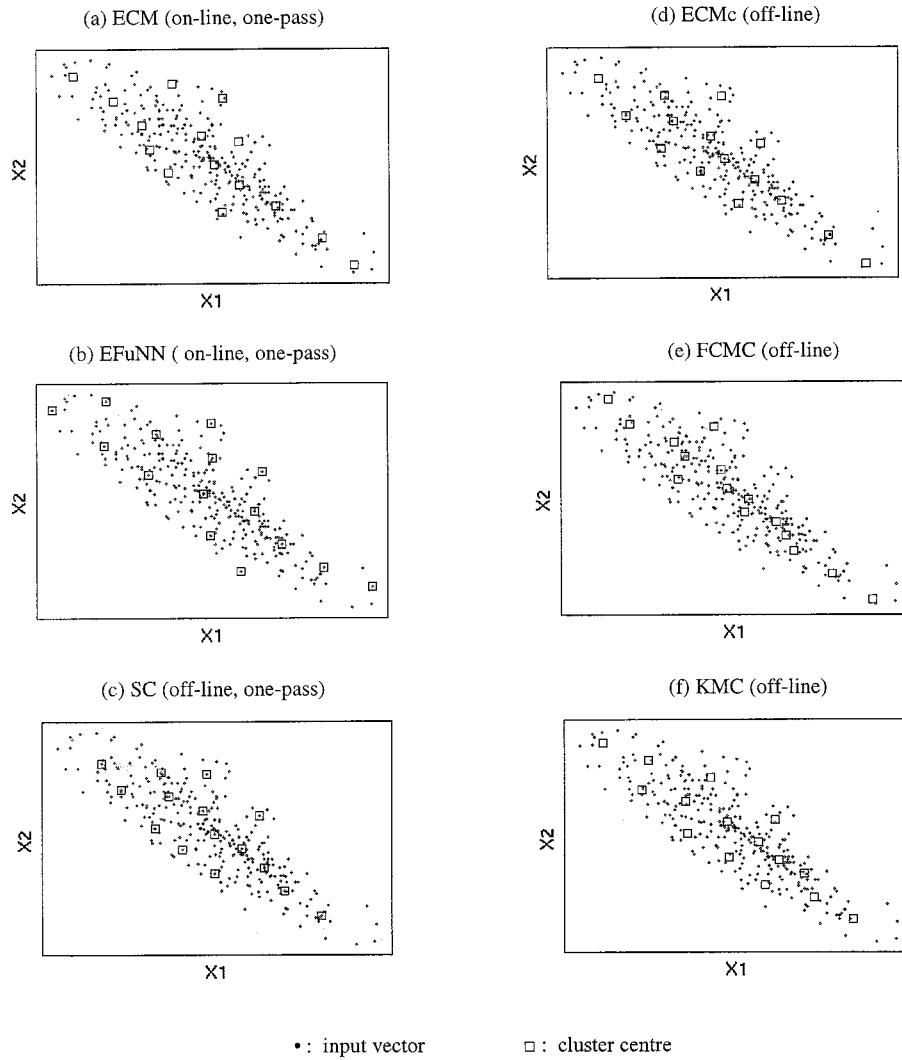 (a) ECM (on-line, one-pass)
X2
X1
(d) ECMc (off-line)
X2
X1
(b) EFuNN ( on-line, one-pass)
X2
X1
(e) FCMC (off-line)
X2
X1
(c) SC (off-line, one-pass)
X2
X1
(f) KMC (off-line)
X2
X1
• : input vector
□ : cluster centre